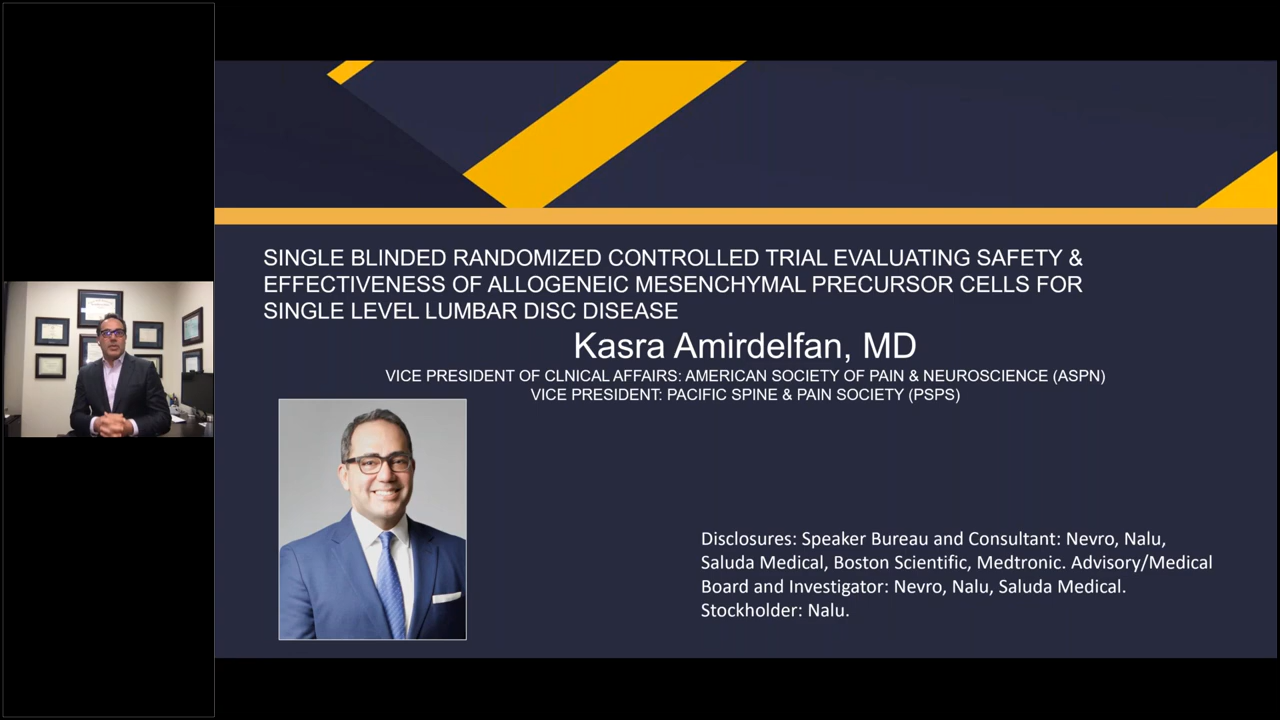 SINGLE BLINDED RANDOMIZED CONTROLLED TRIAL EVALUATING SAFETY &
EFFECTIVENESS OF ALLOGENEIC MESENCHYMAL PRECURSOR CELLS FOR
SINGLE LEVEL LUMBAR DISC DISEASE
Kasra Amirdelfan, MD
VICE PRESIDENT OF CLNICAL AFFAIRS: AMERICAN SOCIETY OF PAIN & NEUROSCIENCE (ASPN)
VICE PRESIDENT: PACIFIC SPINE & PAIN SOCIETY (PSPS)
Disclosures: Speaker Bureau and Consultant: Nevro, Nalu,
Saluda Medical, Boston Scientific, Medtronic. Advisory/Medical
Board and Investigator: Nevro, Nalu, Saluda Medical.
Stockholder: Nalu.